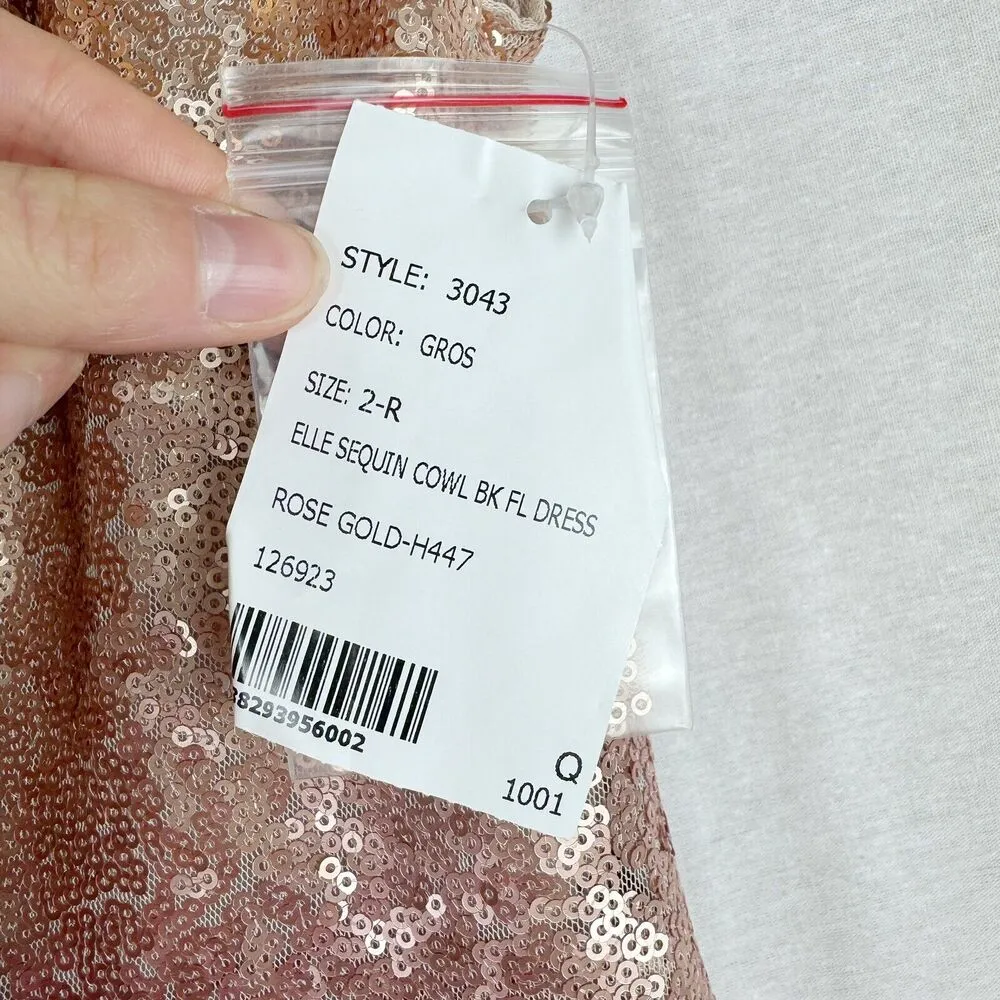 STYLE: 3043
COLOR: GROS
SIZE: 2-R
ELLE SEQUIN COWL BK FL DRESS
ROSE GOLD-H447
126923
8293956002
Q
1001